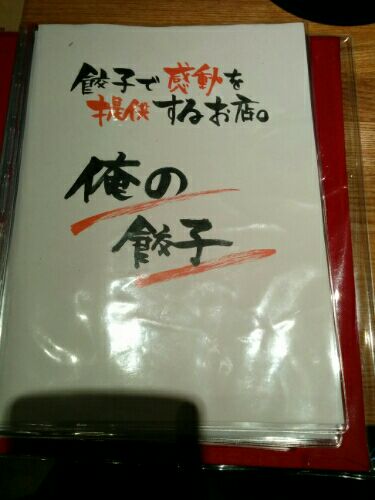 餃子で感動を
提供するお店。
俺の
餃子